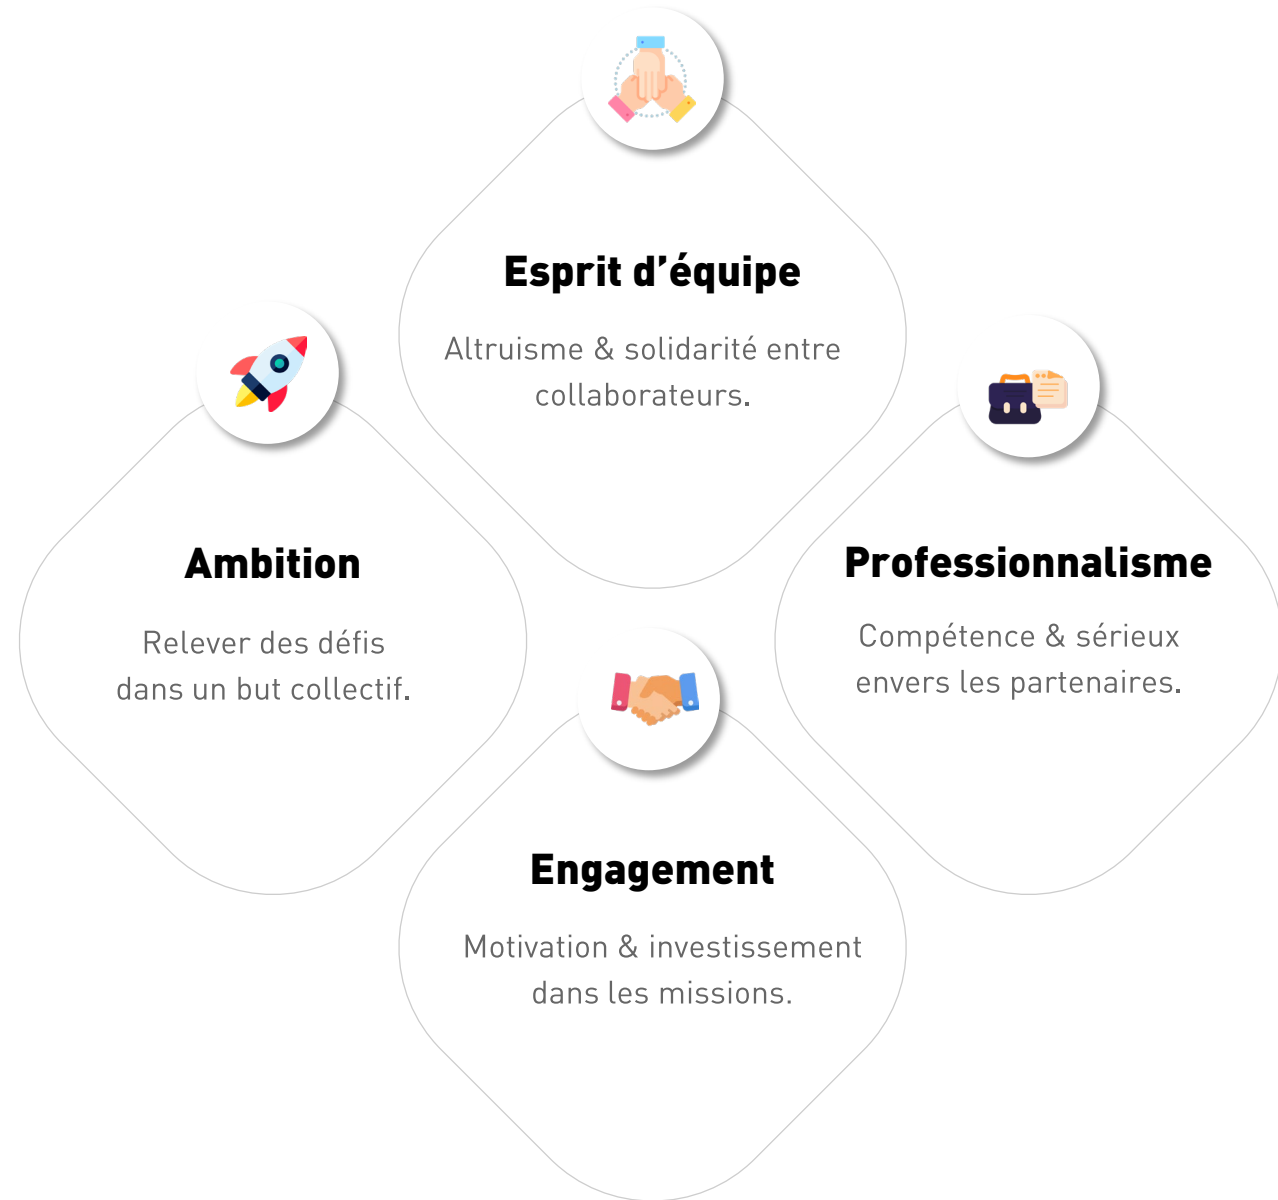 Esprit d’équipe
Altruisme & solidarité entre
collaborateurs.
Ambition
Relever des défis
dans un but collectif.
Professionnalisme
Compétence & sérieux
envers les partenaires.
Engagement
Motivation & investissement
dans les missions.